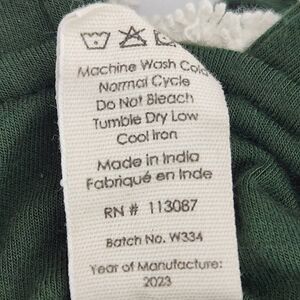 Machine Wash Cold
Normal Cycle
Do Not Bleach
Tumble Dry Low
Cool Iron
Made in India
Fabriqué en Inde
RN # 113087
Batch No. W334
Year of Manufacture:
2023